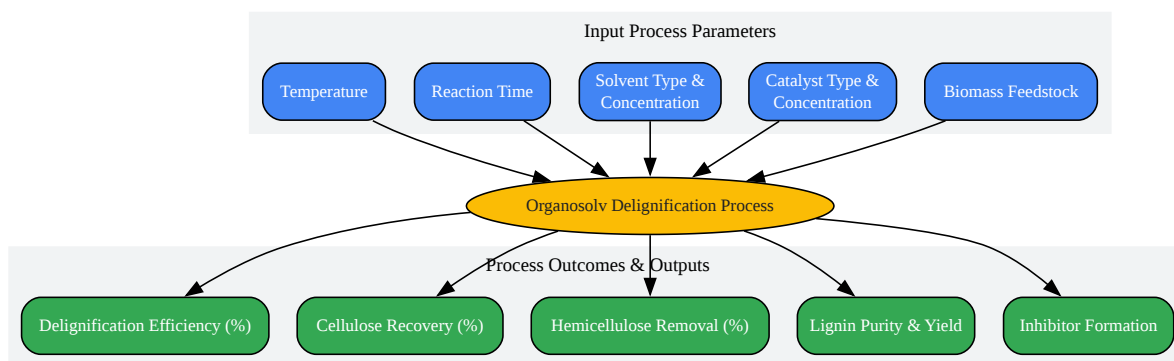 Input Process Parameters
Temperature
Reaction Time
Solvent Type &
Concentration
Catalyst Type &
Concentration
Biomass Feedstock
Organosolv Delignification Process
Process Outcomes & Outputs
Delignification Efficiency (%)
Cellulose Recovery (%)
Hemicellulose Removal (%)
Lignin Purity & Yield
Inhibitor Formation